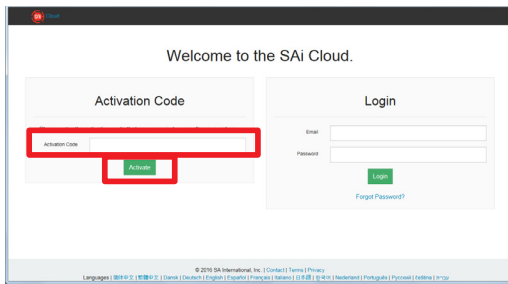 SAi Cloud
Welcome to the SAi Cloud.
Activation Code
Activation Code
Activate
Login
Email
Password
Login
Forgot Password?
© 2016 SA International, Inc. | Contact | Terms | Privacy
Languages | 简体中文 | 繁體中文 | Dansk | Deutsch | English | Español | Français | Italiano | 日本語 | 한국어 | Nederland | Português | Русский | čeština | עברית